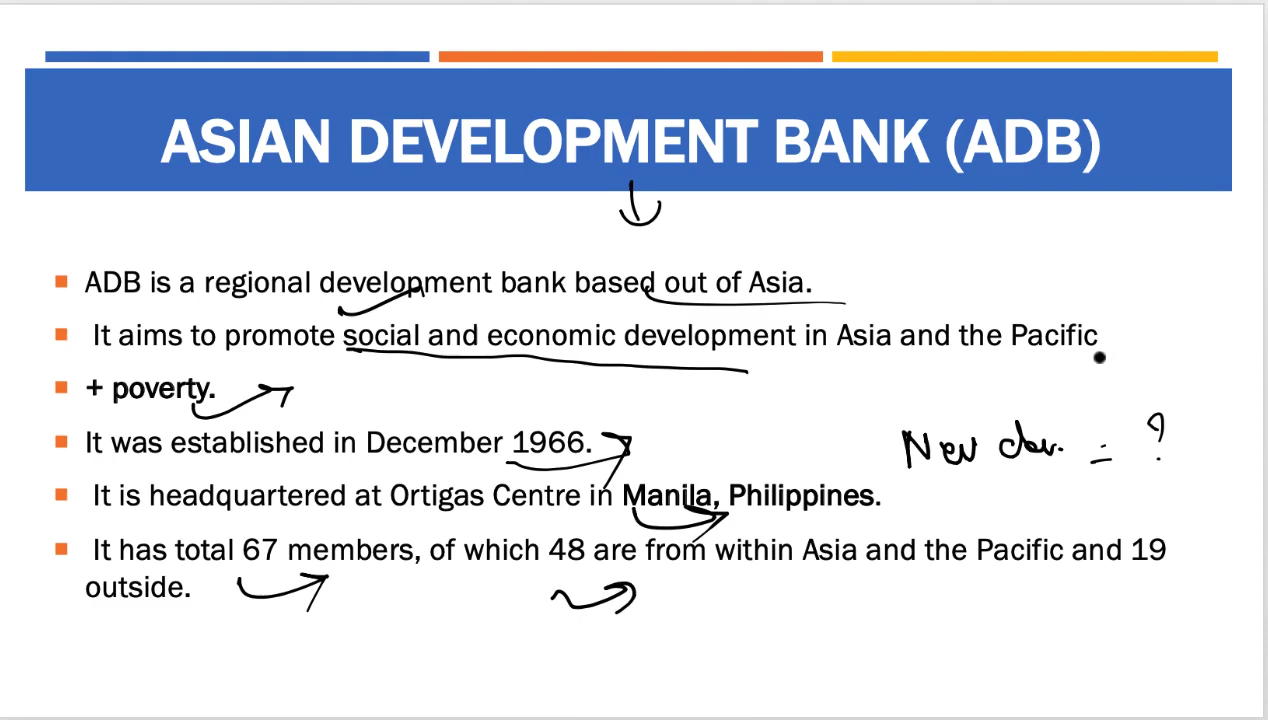 ASIAN DEVELOPMENT BANK (ADB)
ADB is a regional development bank based out of Asia.
It aims to promote social and economic development in Asia and the Pacific
+ poverty.
It was established in December 1966.
New dev. = ?
It is headquartered at Ortigas Centre in Manila, Philippines.
It has total 67 members, of which 48 are from within Asia and the Pacific and 19
outside.